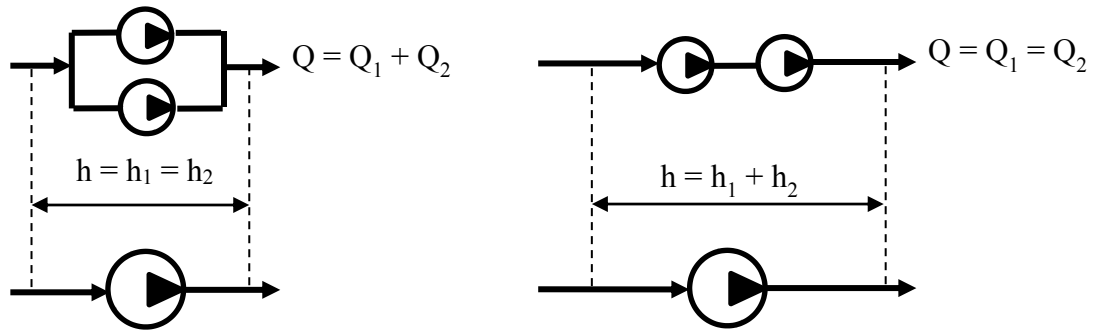 Q = Q₁ + Q₂
h = h₁ = h₂
Q = Q₁ = Q₂
h = h₁ + h₂